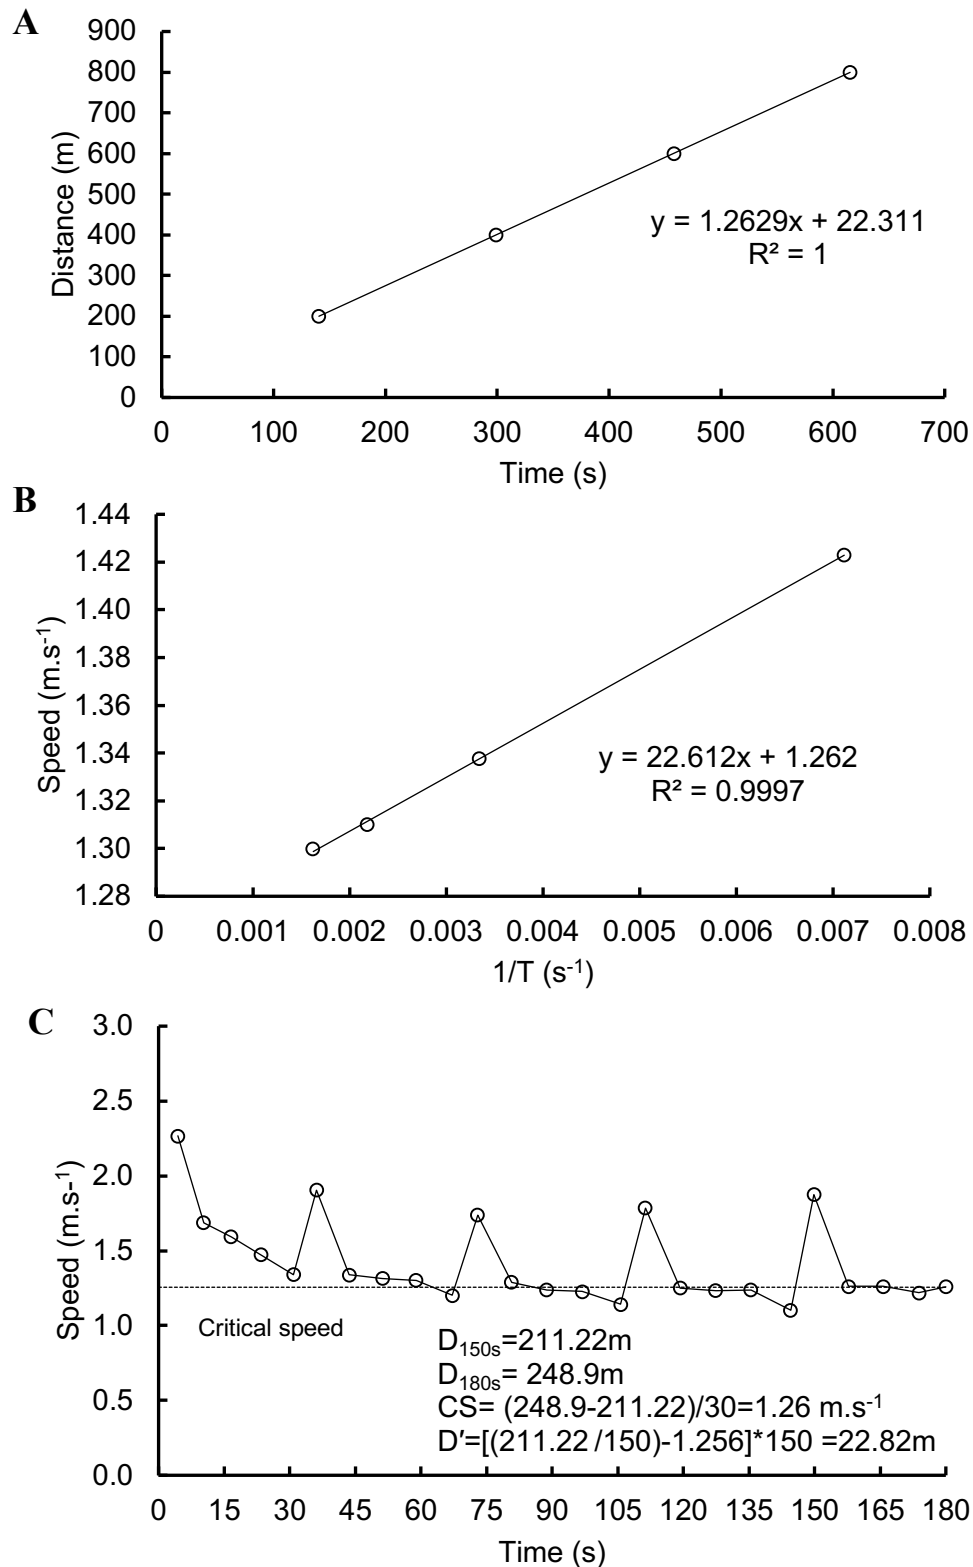 A
900
800
700
600
500
400
300
200
100
0
Distance (m)
y = 1.2629x + 22.311
R² = 1
0 100 200 300 400 500 600 700
Time (s)
B
1.44
1.42
1.40
1.38
1.36
1.34
1.32
1.30
1.28
Speed (m.s⁻¹)
y = 22.612x + 1.262
R² = 0.9997
0 0.001 0.002 0.003 0.004 0.005 0.006 0.007 0.008
1/T (s⁻¹)
C
3.0
2.5
2.0
1.5
1.0
0.5
0.0
Speed (m.s-¹)
Critical speed
D₁₅₀ₛ=211.22m
D₁₈₀ₛ= 248.9m
CS= (248.9-211.22)/30=1.26 m.s⁻¹
D′=[(211.22 /150)-1.256]*150 =22.82m
0 15 30 45 60 75 90 105 120 135 150 165 180
Time (s)